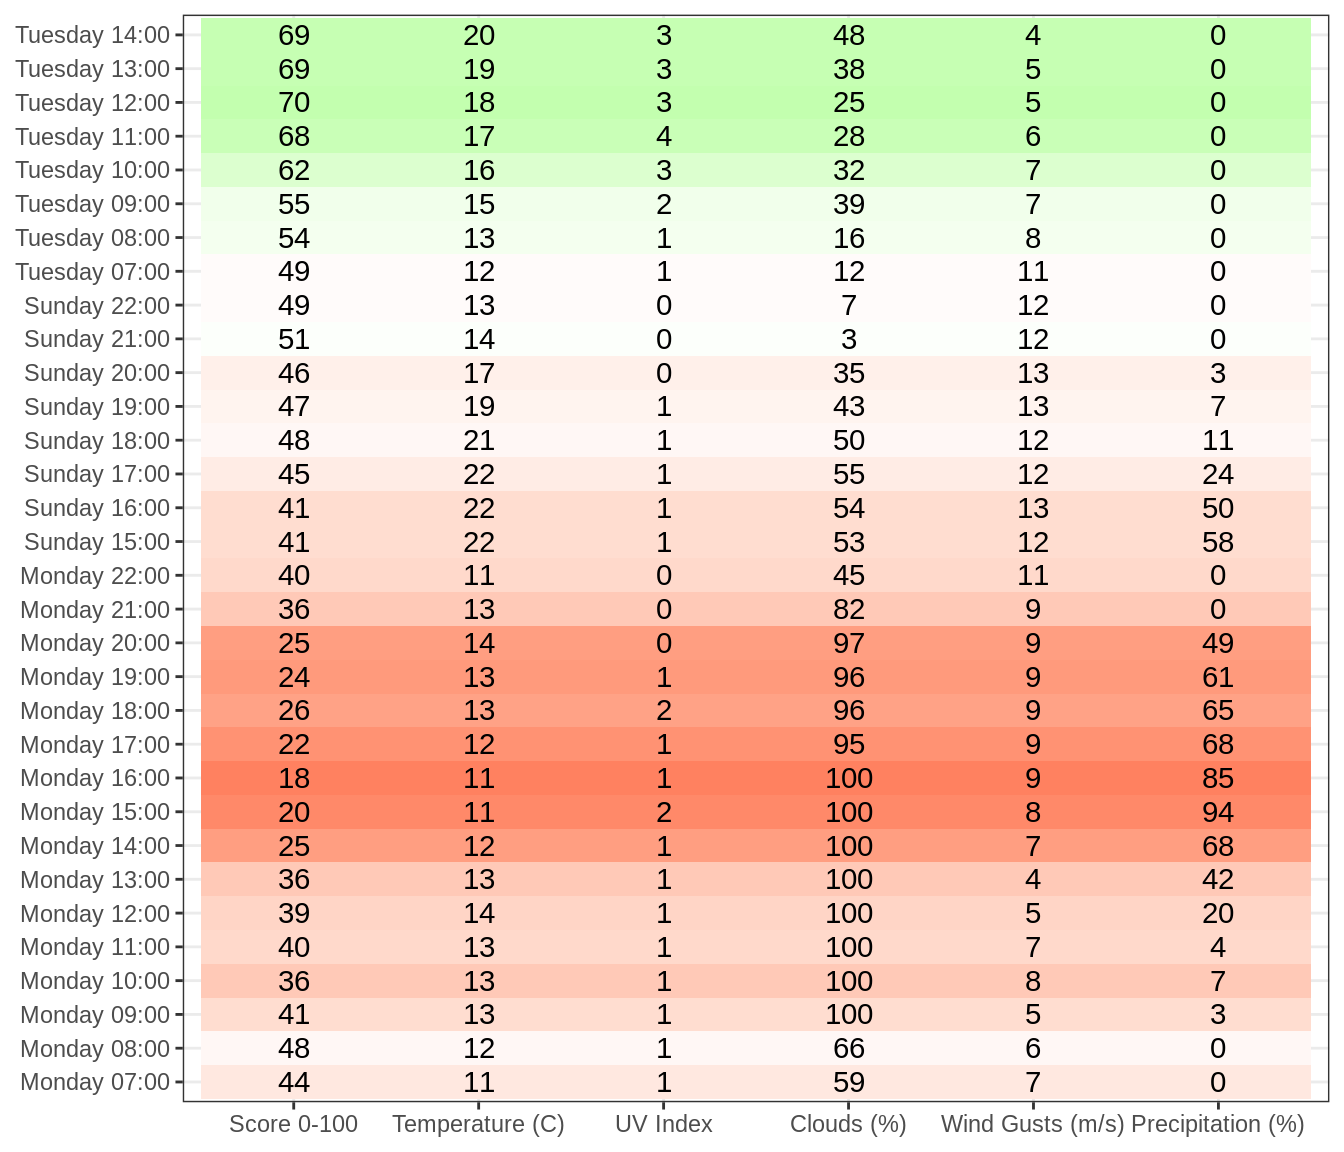 Tuesday 14:00 69 20 3 48 4 0
Tuesday 13:00 69 19 3 38 5 0
Tuesday 12:00 70 18 3 25 5 0
Tuesday 11:00 68 17 4 28 6 0
Tuesday 10:00 62 16 3 32 7 0
Tuesday 09:00 55 15 2 39 7 0
Tuesday 08:00 54 13 1 16 8 0
Tuesday 07:00 49 12 1 12 11 0
Sunday 22:00 49 13 0 7 12 0
Sunday 21:00 51 14 0 3 12 0
Sunday 20:00 46 17 0 35 13 3
Sunday 19:00 47 19 1 43 13 7
Sunday 18:00 48 21 1 50 12 11
Sunday 17:00 45 22 1 55 12 24
Sunday 16:00 41 22 1 54 13 50
Sunday 15:00 41 22 1 53 12 58
Monday 22:00 40 11 0 45 11 0
Monday 21:00 36 13 0 82 9 0
Monday 20:00 25 14 0 97 9 49
Monday 19:00 24 13 1 96 9 61
Monday 18:00 26 13 2 96 9 65
Monday 17:00 22 12 1 95 9 68
Monday 16:00 18 11 1 100 9 85
Monday 15:00 20 11 2 100 8 94
Monday 14:00 25 12 1 100 7 68
Monday 13:00 36 13 1 100 4 42
Monday 12:00 39 14 1 100 5 20
Monday 11:00 40 13 1 100 7 4
Monday 10:00 36 13 1 100 8 7
Monday 09:00 41 13 1 100 5 3
Monday 08:00 48 12 1 66 6 0
Monday 07:00 44 11 1 59 7 0
Score 0-100 Temperature (C) UV Index Clouds (%) Wind Gusts (m/s) Precipitation (%)